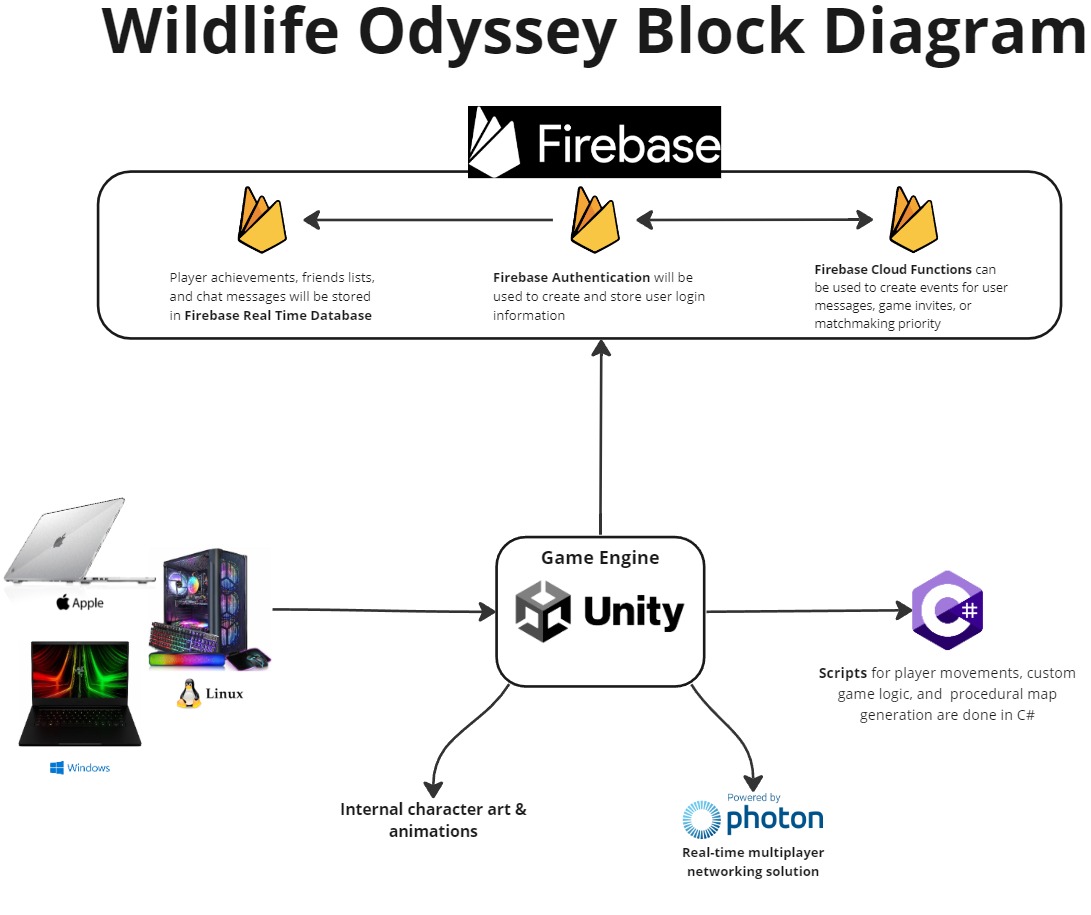 Wildlife Odyssey Block Diagram
Firebase
Player achievements, friends lists,
and chat messages will be stored
in Firebase Real Time Database
Firebase Authentication will be
used to create and store user login
information
Firebase Cloud Functions can
be used to create events for user
messages, game invites, or
matchmaking priority
Apple
Linux
Windows
Game Engine
Unity
C#
Scripts for player movements, custom
game logic, and procedural map
generation are done in C#
Internal character art &
animations
Powered by
photon
Real-time multiplayer
networking solution